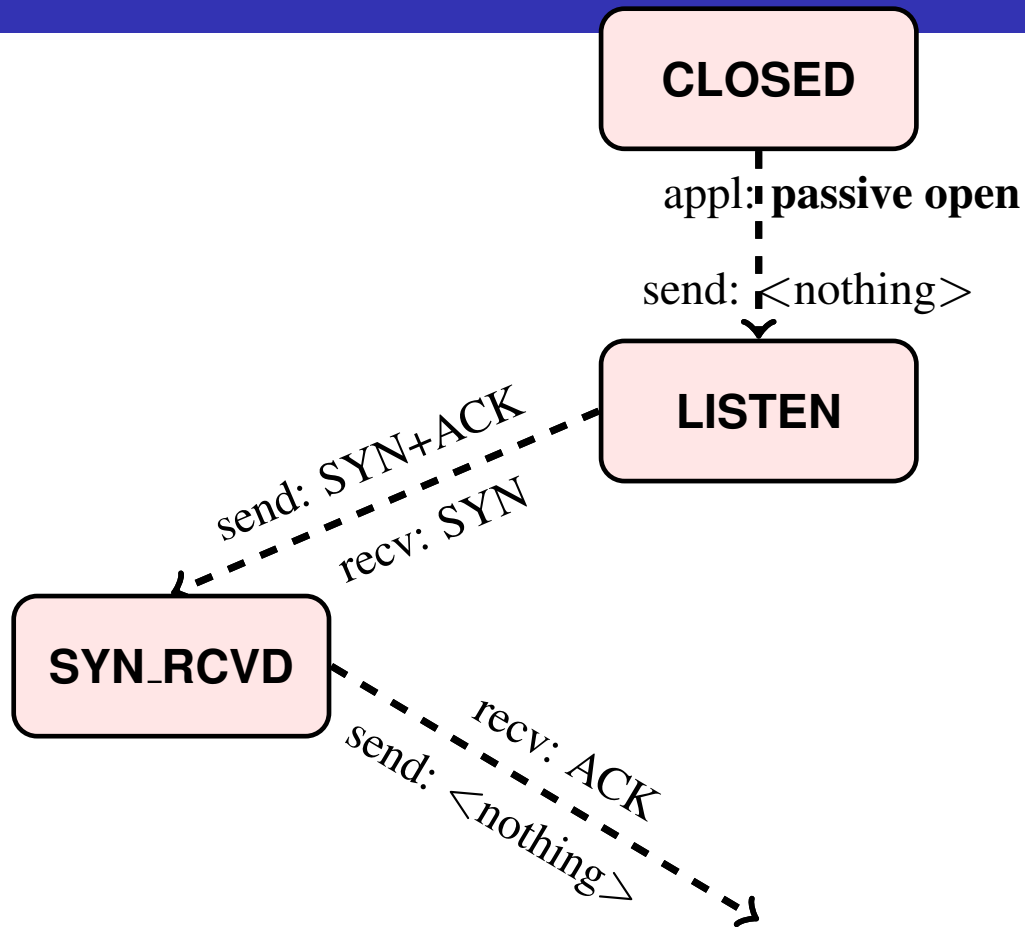 CLOSED
appl: passive open
send: <nothing>
LISTEN
send: SYN+ACK
recv: SYN
SYN_RCVD
recv: ACK
send: <nothing>